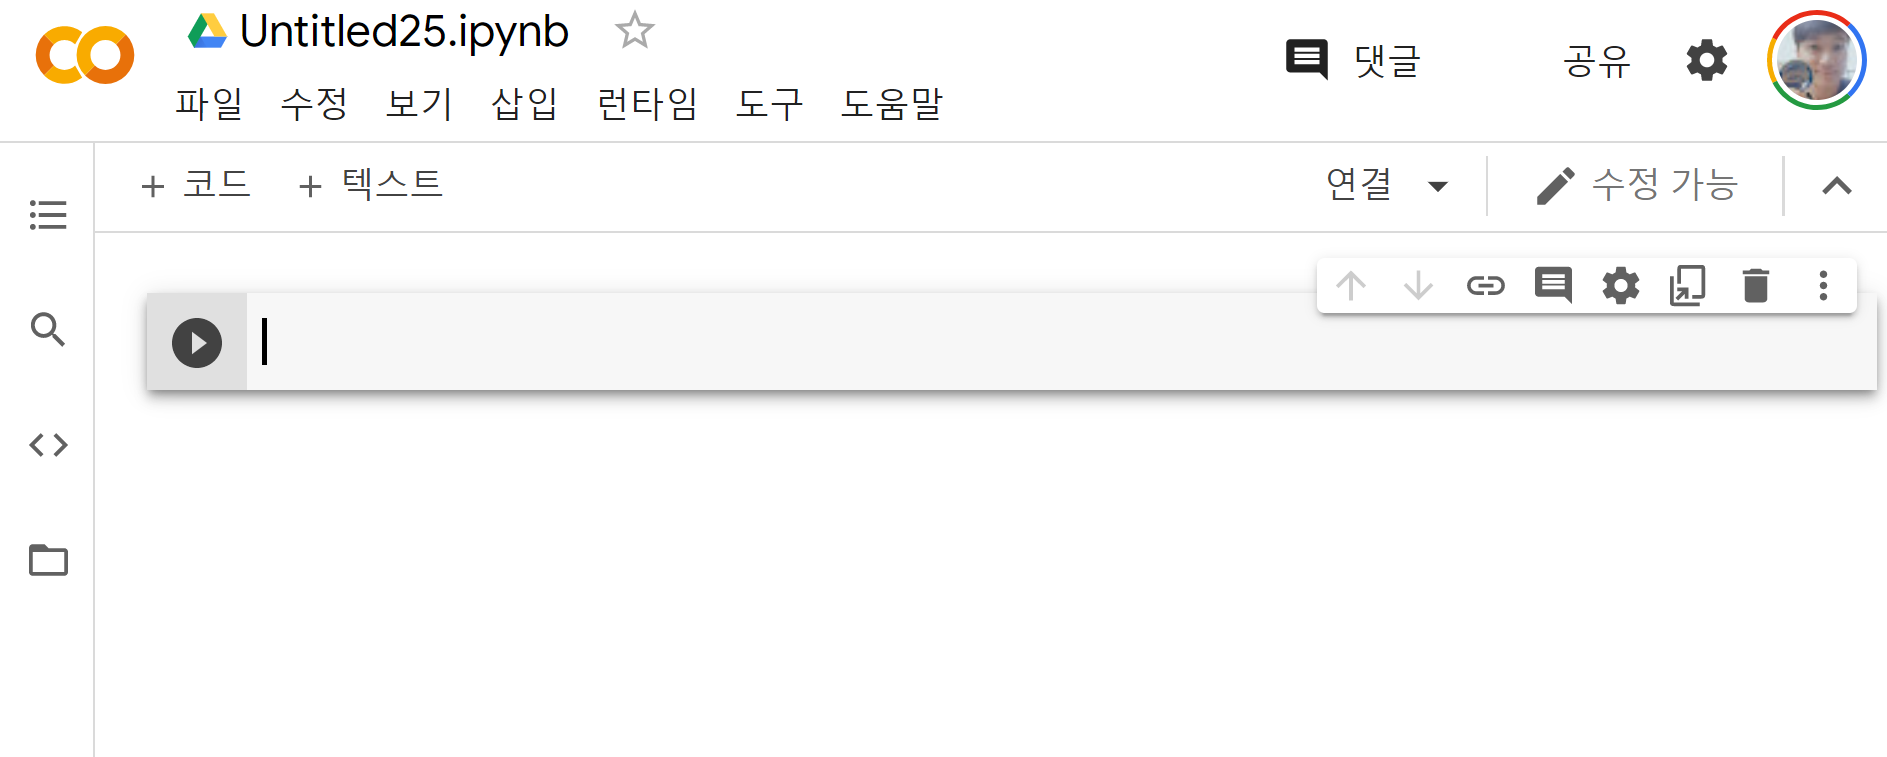 Untitled25.ipynb
댓글 공유
파일 수정 보기 삽입 런타임 도구 도움말
+ 코드 + 텍스트 연결 수정 가능